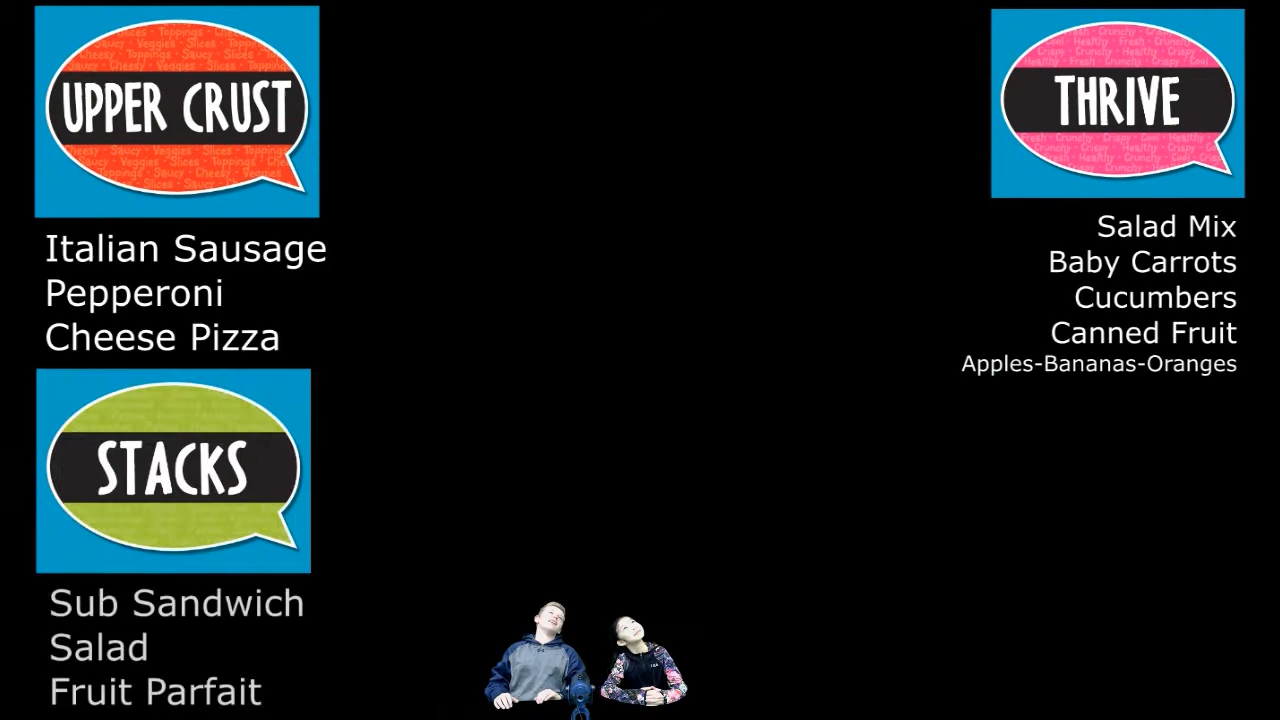 UPPER CRUST
Italian Sausage
Pepperoni
Cheese Pizza
STACKS
Sub Sandwich
Salad
Fruit Parfait
THRIVE
Salad Mix
Baby Carrots
Cucumbers
Canned Fruit
Apples-Bananas-Oranges